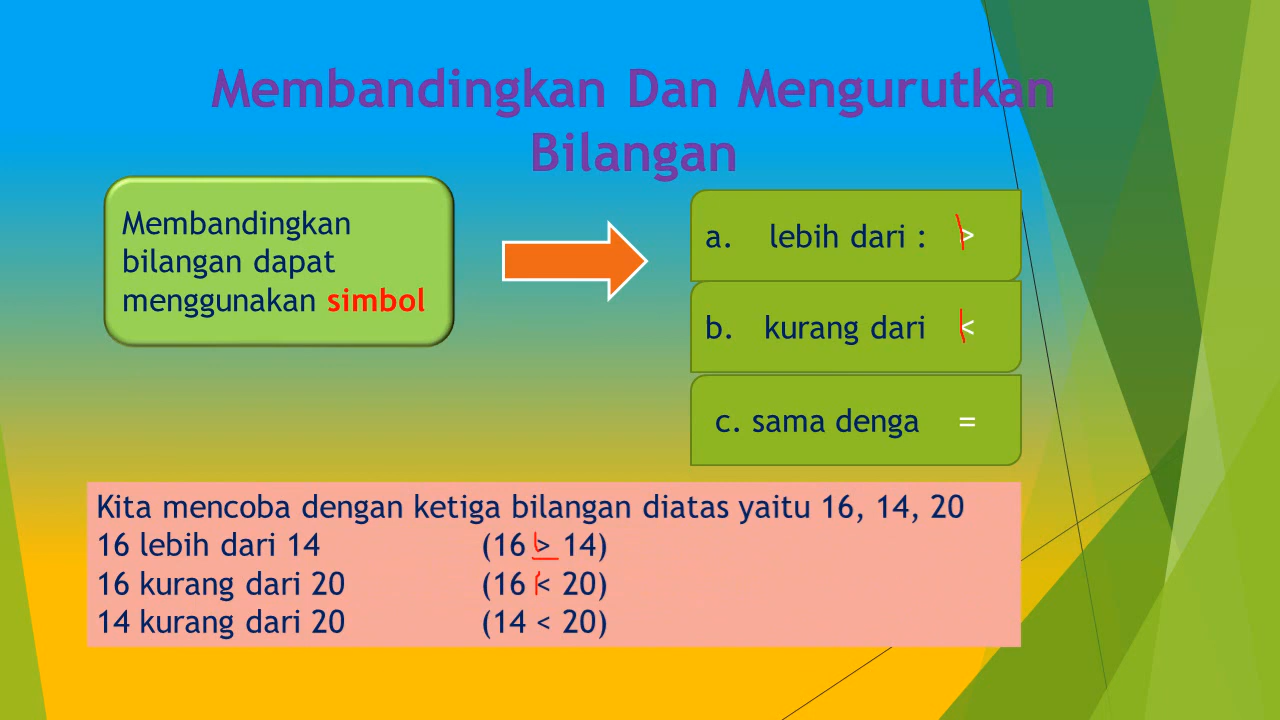 Membandingkan Dan Mengurutkan
Bilangan
Membandingkan
bilangan dapat
menggunakan simbol
a. lebih dari : >
b. kurang dari <
c. sama denga =
Kita mencoba dengan ketiga bilangan diatas yaitu 16, 14, 20
16 lebih dari 14 (16 > 14)
16 kurang dari 20 (16 < 20)
14 kurang dari 20 (14 < 20)